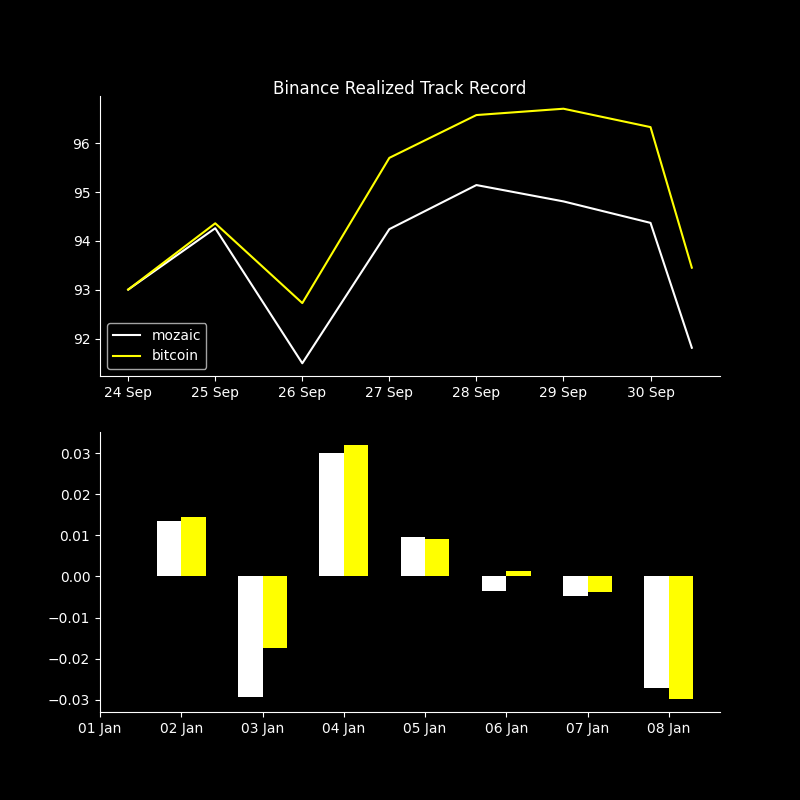 Binance Realized Track Record
96
95
94
93
92
mozaic
bitcoin
24 Sep 25 Sep 26 Sep 27 Sep 28 Sep 29 Sep 30 Sep
0.03
0.02
0.01
0.00
−0.01
−0.02
−0.03
01 Jan 02 Jan 03 Jan 04 Jan 05 Jan 06 Jan 07 Jan 08 Jan